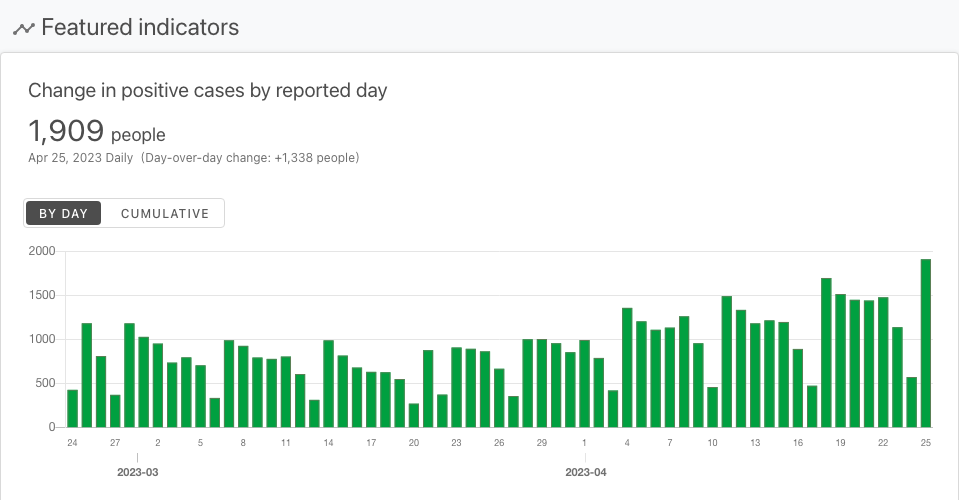 Featured indicators
Change in positive cases by reported day
1,909 people
Apr 25, 2023 Daily (Day-over-day change: +1,338 people)
BY DAY CUMULATIVE
2000
1500
1000
500
0
24 27 2 5 8 11 14 17 20 23 26 29 1 4 7 10 13 16 19 22 25
2023-03 2023-04